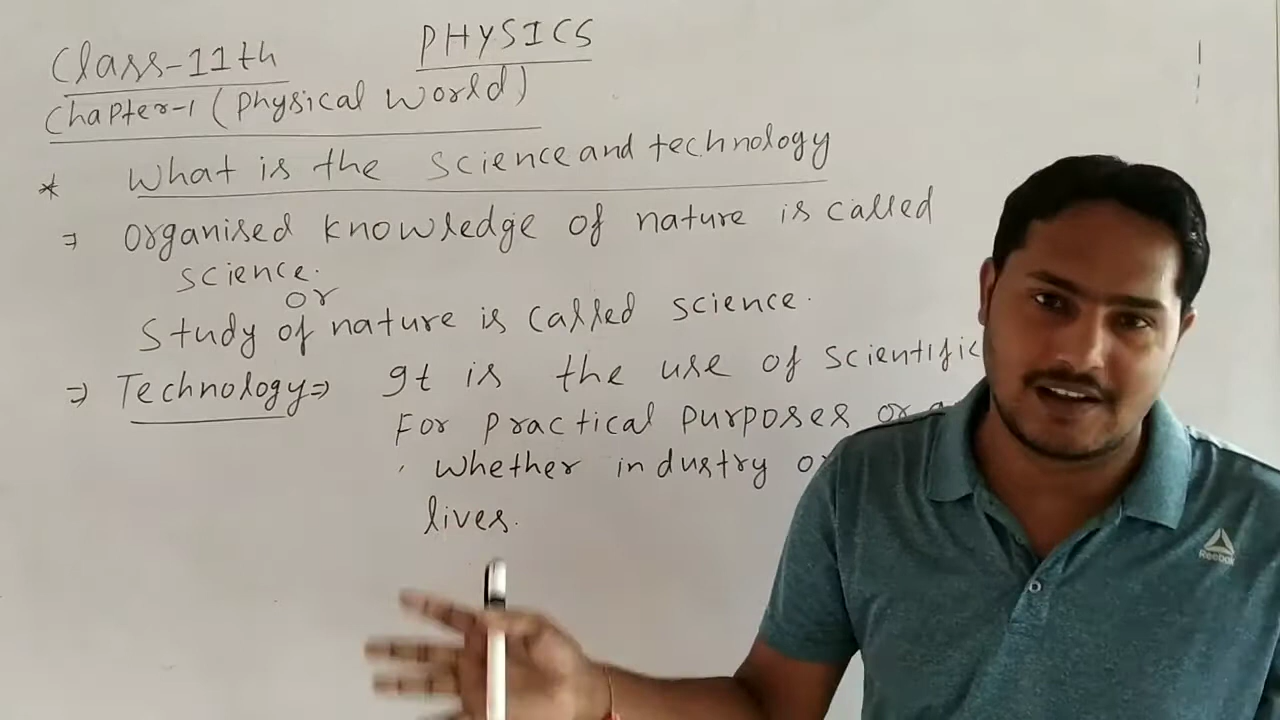 PHYSICS
Class-11th
Chapter-1 (Physical World)
* What is the Science and technology
⇒ Organised knowledge of nature is called
science.
or
Study of nature is called science.
⇒ Technology ⇒ It is the use of scientific
For practical purposes or
whether industry
lives.
Reebok